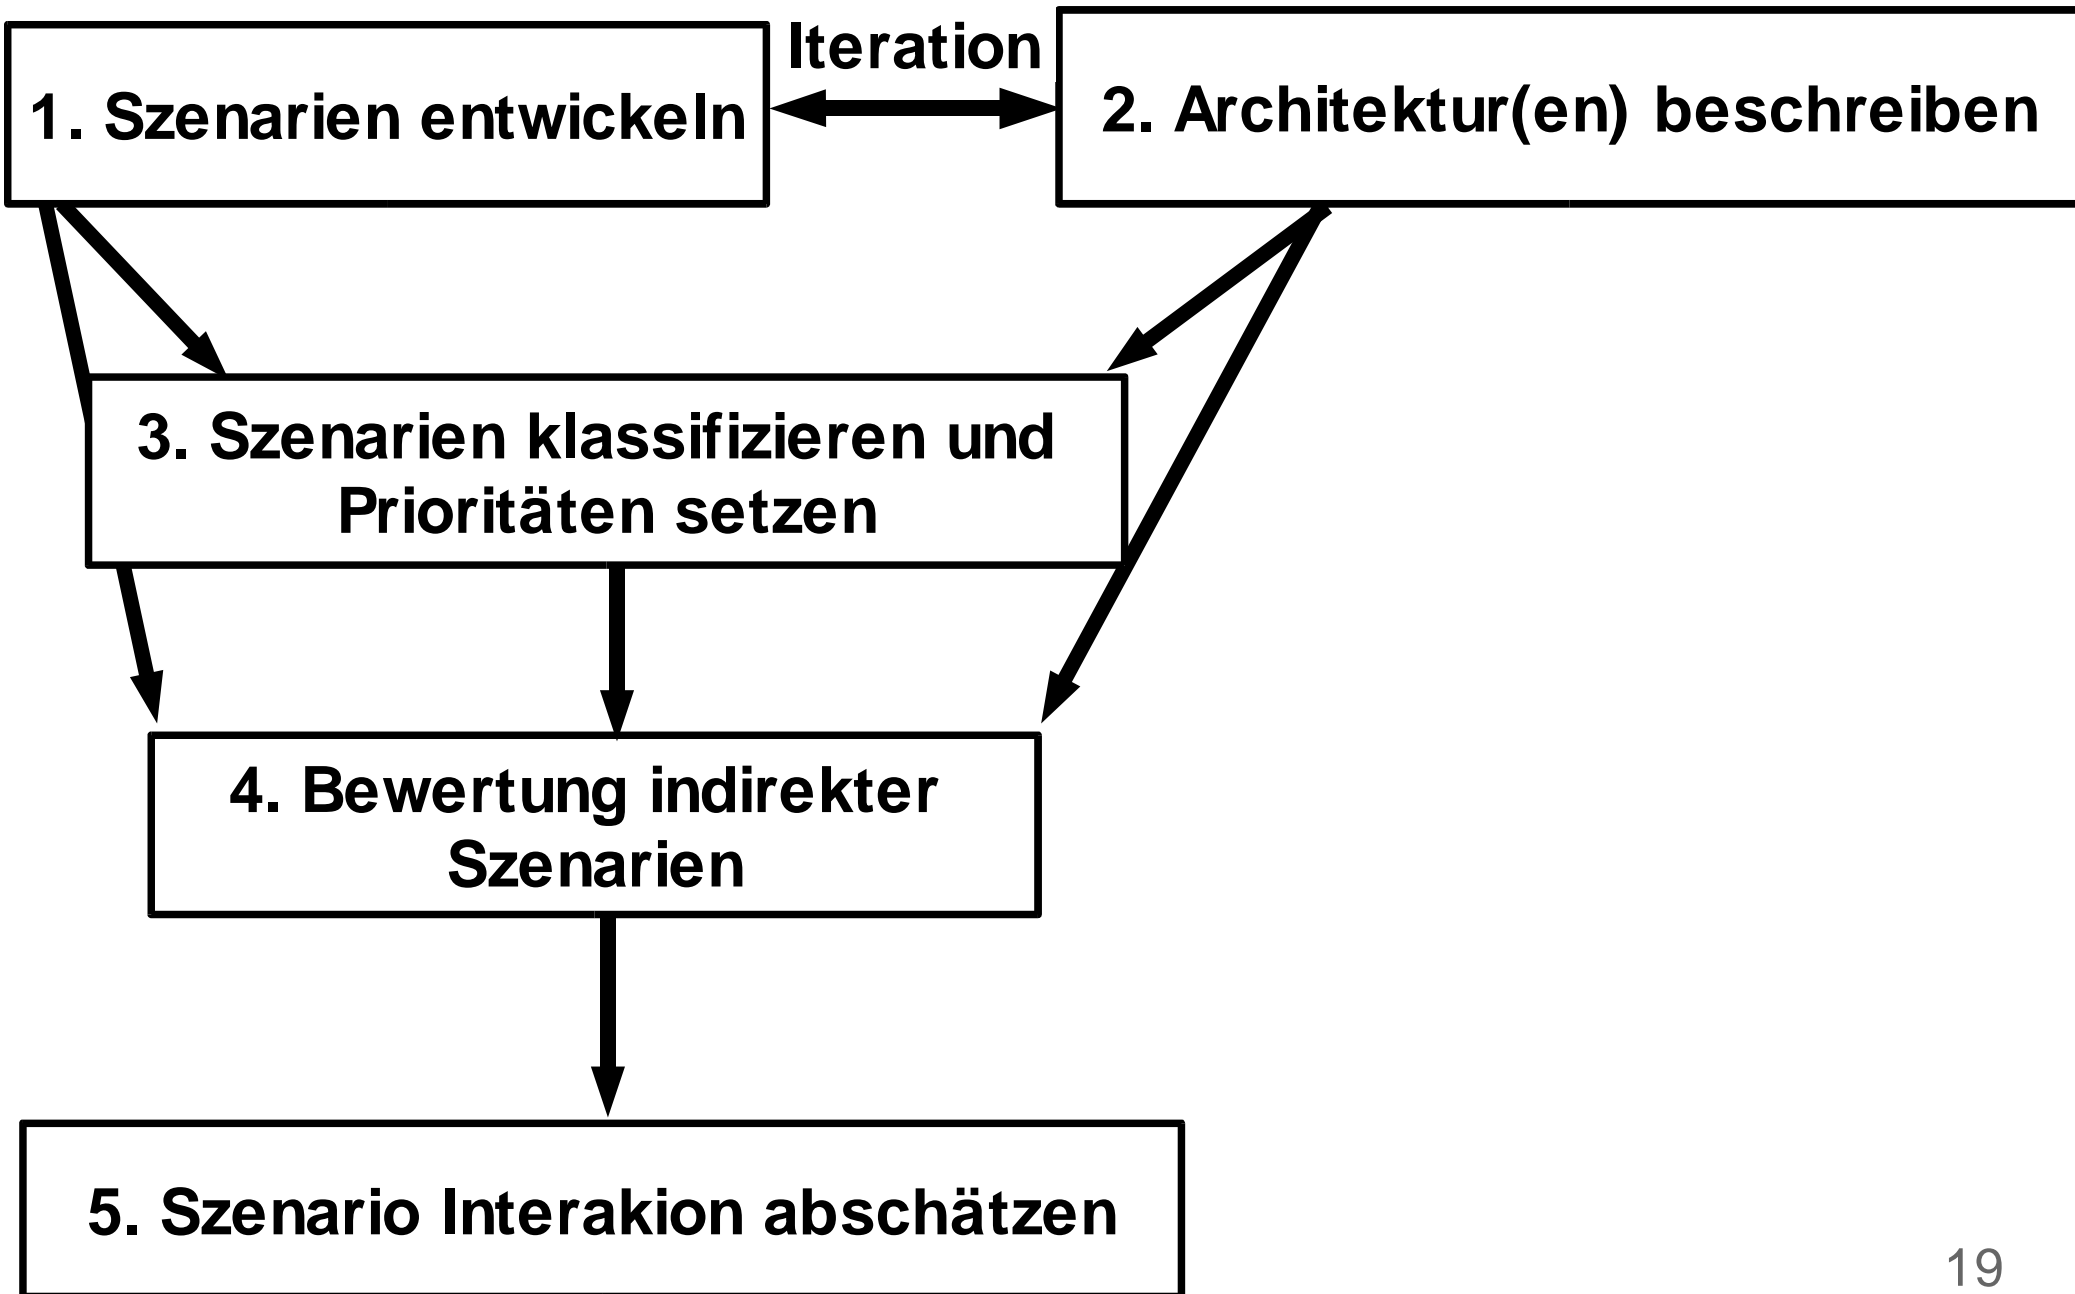 1. Szenarien entwickeln
Iteration
2. Architektur(en) beschreiben
3. Szenarien klassifizieren und
Prioritäten setzen
4. Bewertung indirekter
Szenarien
5. Szenario Interakion abschätzen
19